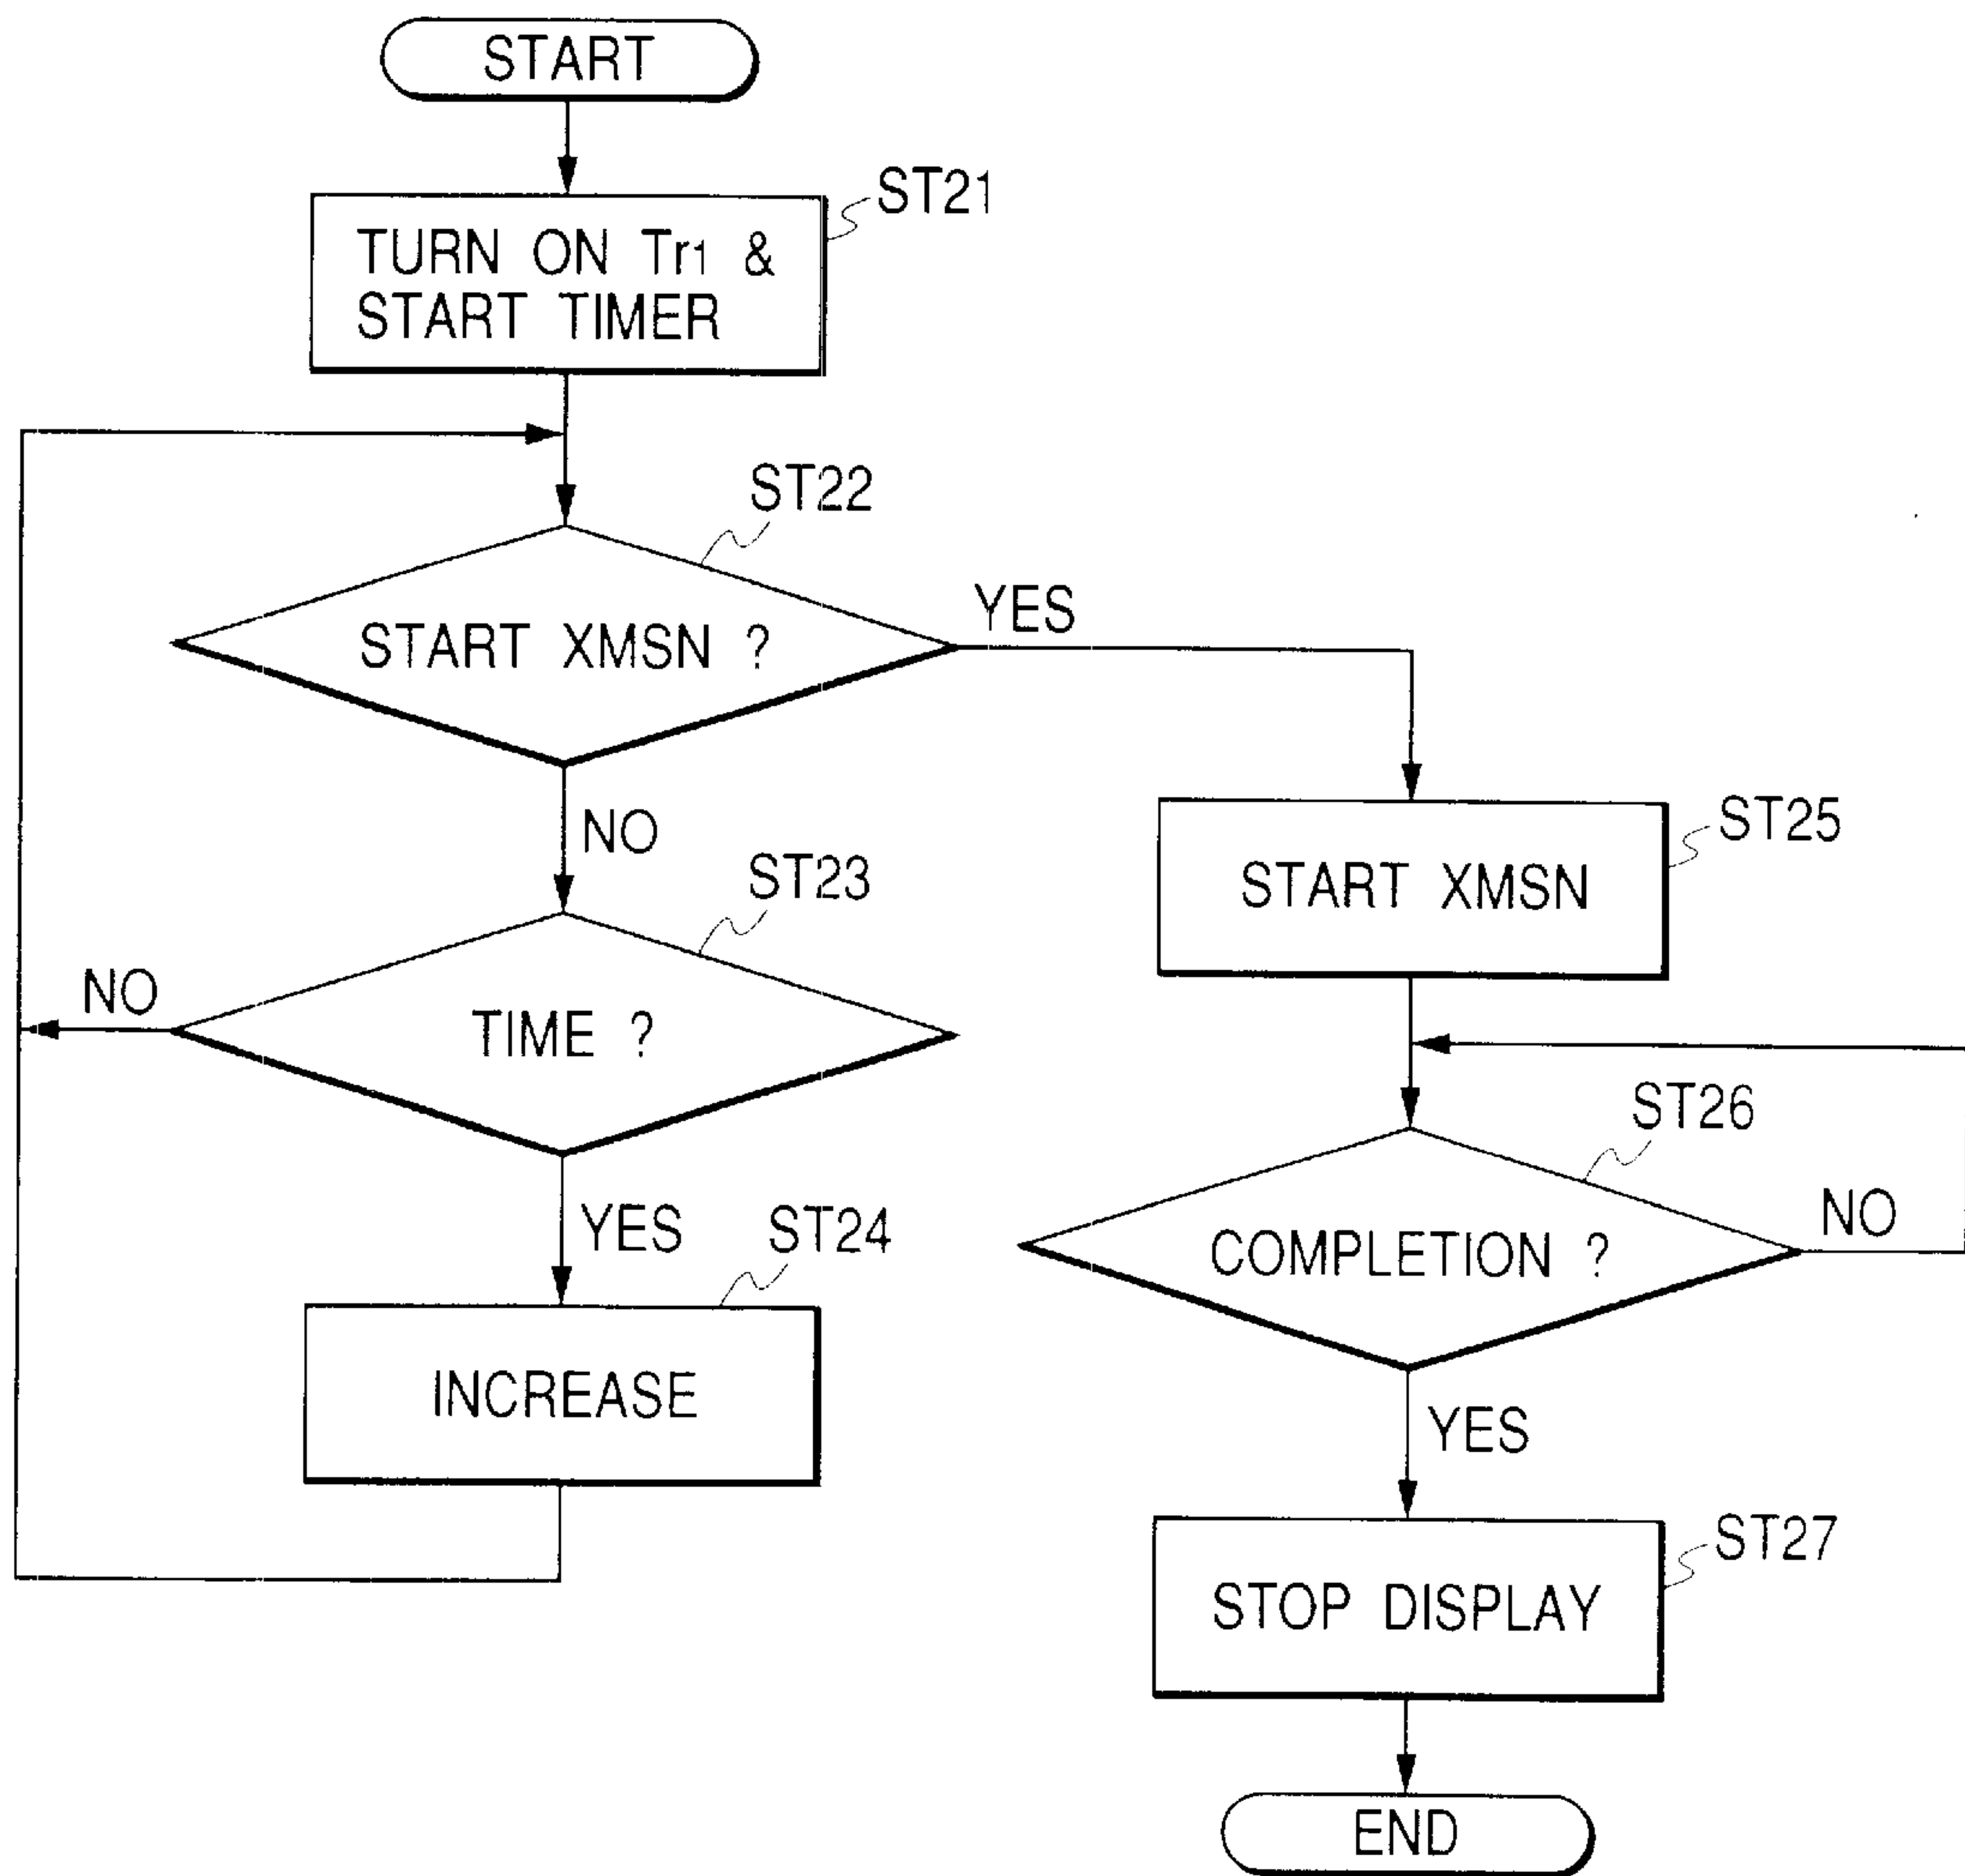 START
ST21
TURN ON Tr1 &
START TIMER
ST22
START XMSN ?
YES
NO
ST23
TIME ?
NO
YES
ST24
INCREASE
ST25
START XMSN
ST26
COMPLETION ?
NO
YES
ST27
STOP DISPLAY
END